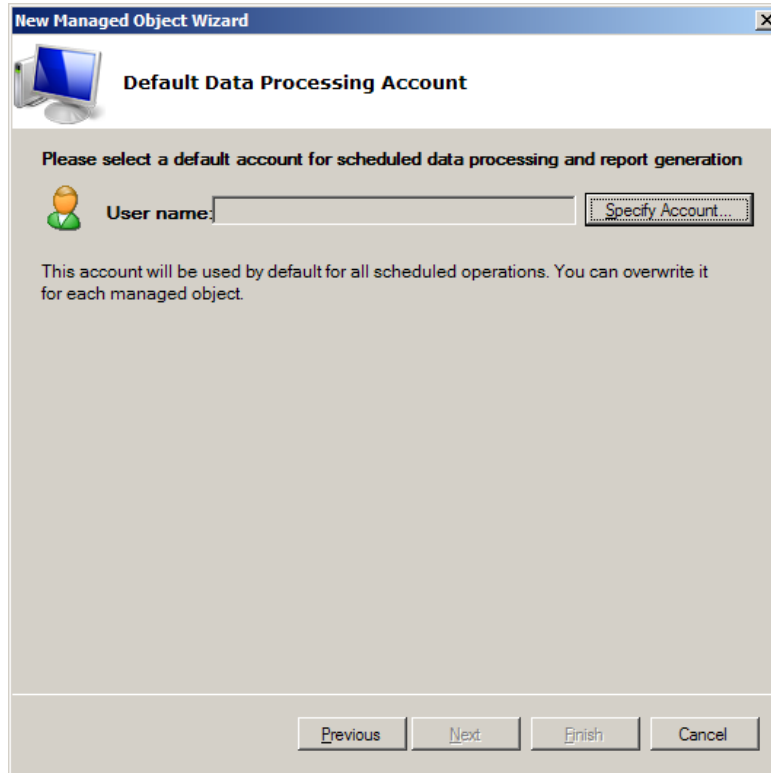 New Managed Object Wizard
Default Data Processing Account
Please select a default account for scheduled data processing and report generation
User name:
Specify Account...
This account will be used by default for all scheduled operations. You can overwrite it
for each managed object.
Previous
Next
Finish
Cancel